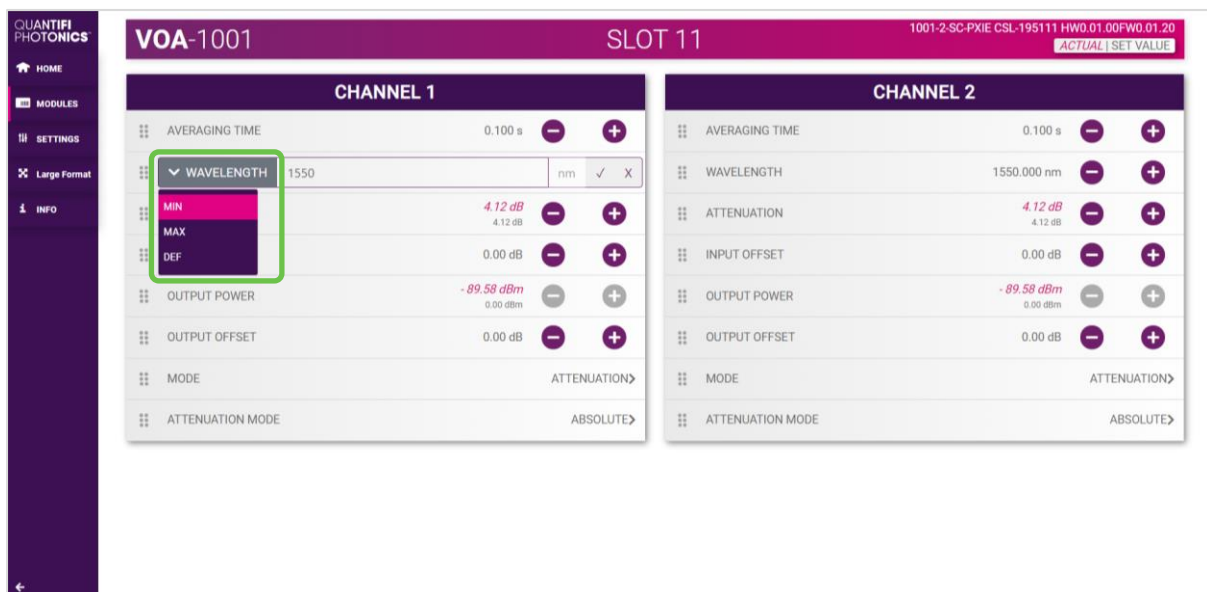 QUANTIFI
PHOTONICS
HOME
MODULES
SETTINGS
Large Format
INFO
VOA-1001
SLOT 11
1001-2-SC-PXIE CSL-195111 HW0.01.00FW0.01.20
ACTUAL | SET VALUE
CHANNEL 1
AVERAGING TIME 0.100 s
WAVELENGTH 1550 nm ✓ X
MIN
MAX
DEF
4.12 dB
4.12 dB
0.00 dB
OUTPUT POWER - 89.58 dBm
0.00 dBm
OUTPUT OFFSET 0.00 dB
MODE ATTENUATION>
ATTENUATION MODE ABSOLUTE>
CHANNEL 2
AVERAGING TIME 0.100 s
WAVELENGTH 1550.000 nm
ATTENUATION 4.12 dB
4.12 dB
INPUT OFFSET 0.00 dB
OUTPUT POWER - 89.58 dBm
0.00 dBm
OUTPUT OFFSET 0.00 dB
MODE ATTENUATION>
ATTENUATION MODE ABSOLUTE>